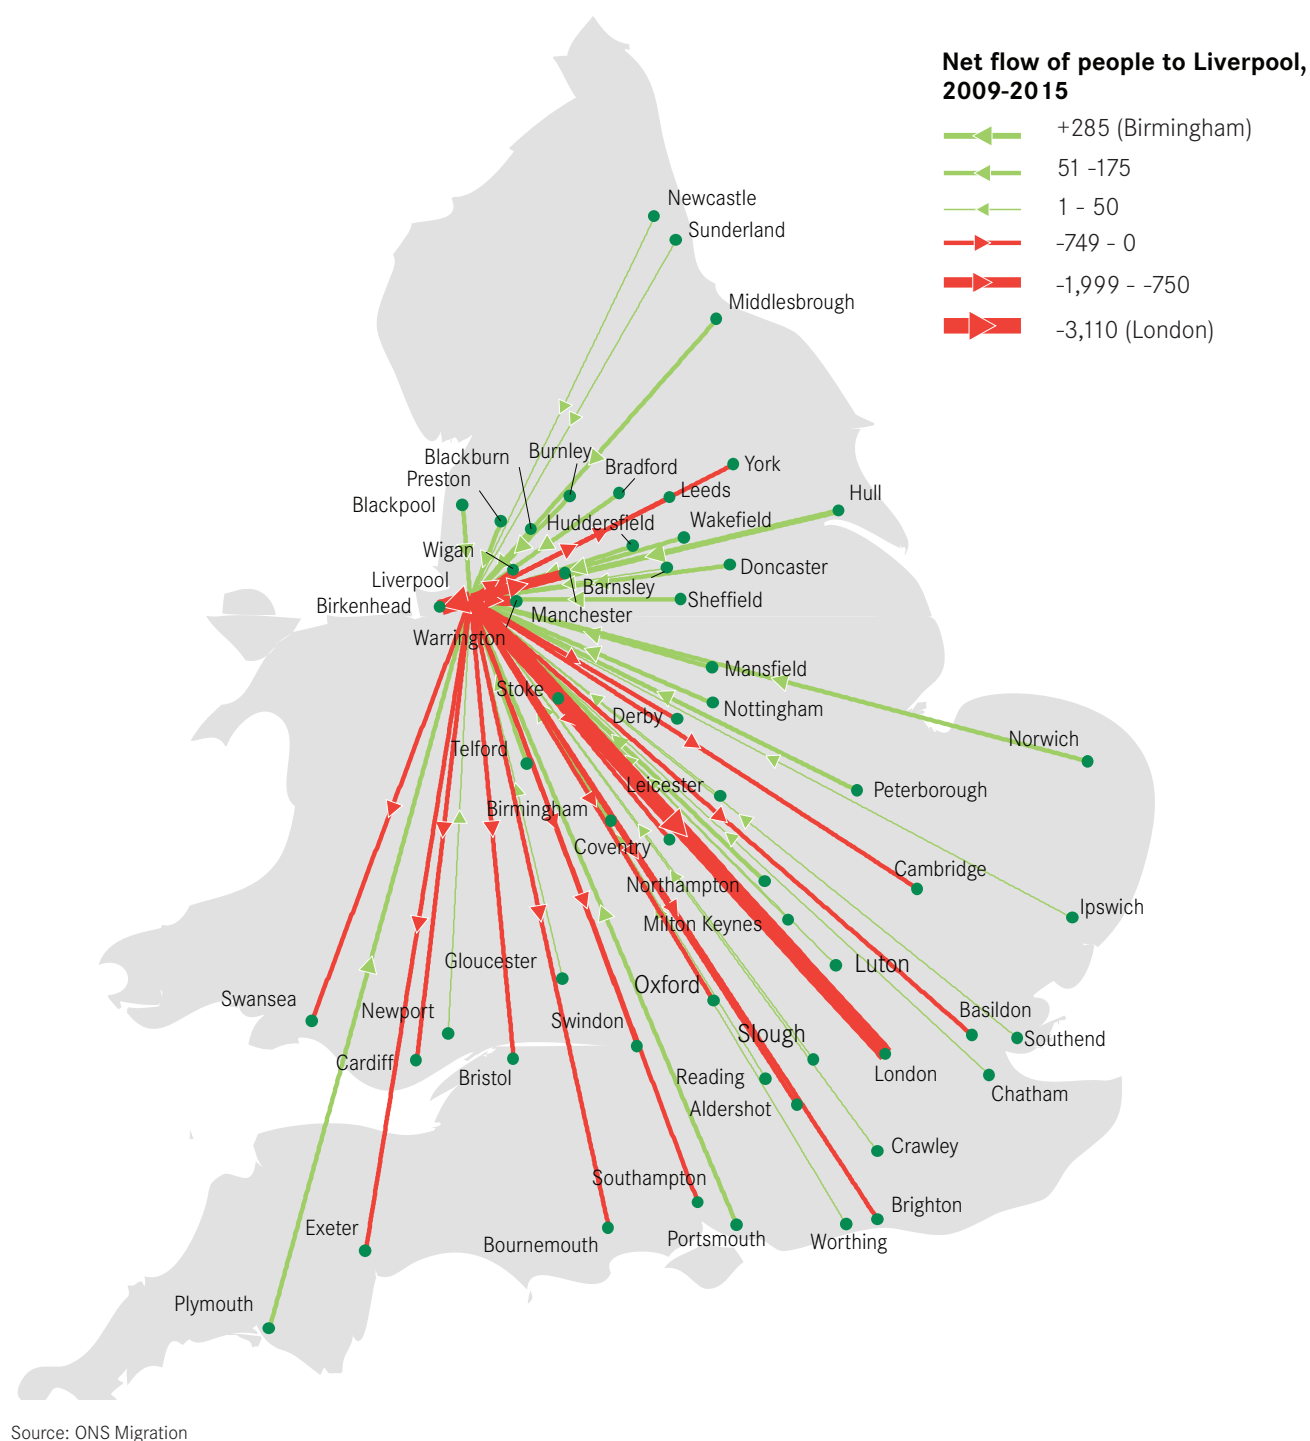 Net flow of people to Liverpool,
2009-2015
+285 (Birmingham)
51 -175
1 - 50
-749 - 0
-1,999 - -750
-3,110 (London)
Newcastle
Sunderland
Middlesbrough
Burnley
Blackburn
Bradford
York
Preston
Leeds
Hull
Blackpool
Huddersfield
Wakefield
Wigan
Doncaster
Liverpool
Barnsley
Birkenhead
Sheffield
Manchester
Warrington
Mansfield
Stoke
Nottingham
Derby
Norwich
Telford
Leicester
Peterborough
Birmingham
Coventry
Cambridge
Northampton
Ipswich
Milton Keynes
Gloucester
Luton
Oxford
Swansea
Newport
Swindon
Basildon
Slough
Southend
Cardiff
Bristol
Reading
London
Chatham
Aldershot
Crawley
Southampton
Brighton
Exeter
Bournemouth
Portsmouth
Worthing
Plymouth
Source: ONS Migration